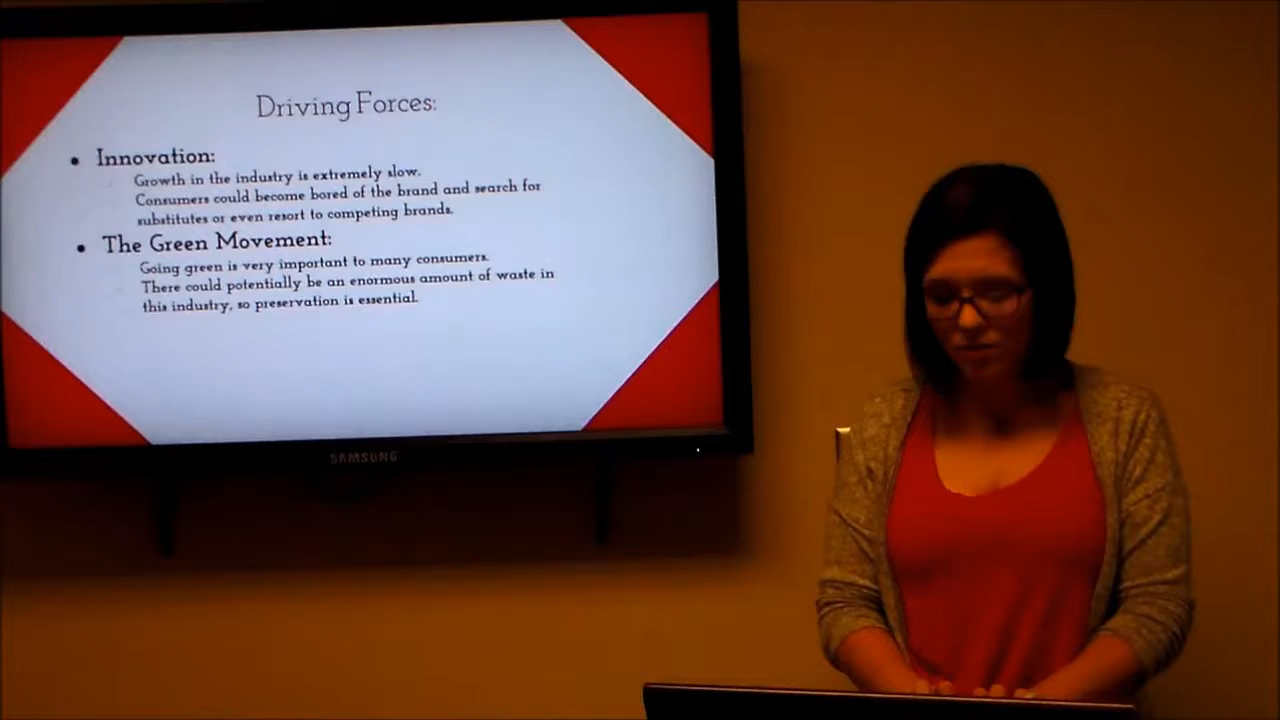 Driving Forces:
• Innovation:
Growth in the industry is extremely slow.
Consumers could become bored of the brand and search for
substitutes or even resort to competing brands.
• The Green Movement:
Going green is very important to many consumers.
There could potentially be an enormous amount of waste in
this industry, so preservation is essential.
SAMSUNG